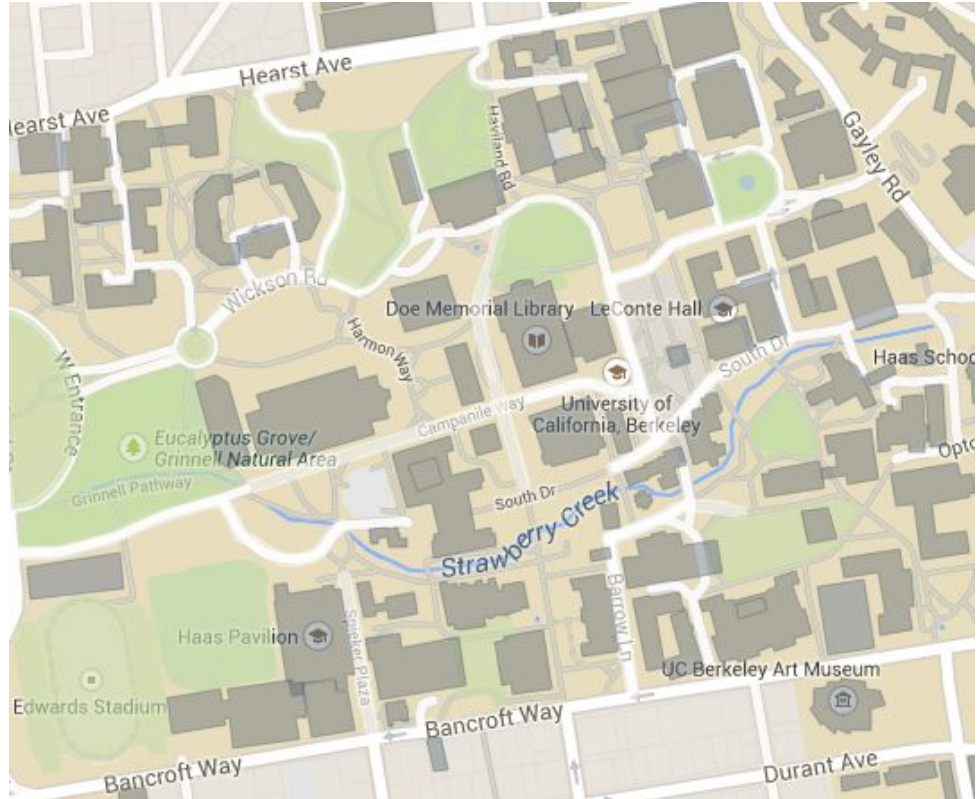 Hearst Ave
Hearst Ave
Haviland Rd
Gayley Rd
Wickson Rd
Doe Memorial Library
LeConte Hall
Harmon Way
South Dr
Haas Schoo
W Entrance
Campanile Way
University of
California, Berkeley
Eucalyptus Grove/
Grinnell Natural Area
Opto
Grinnell Pathway
South Dr
Strawberry Creek
Barrow Ln
Spieker Plaza
Haas Pavilion
UC Berkeley Art Museum
Edwards Stadium
Bancroft Way
Bancroft Way
Durant Ave